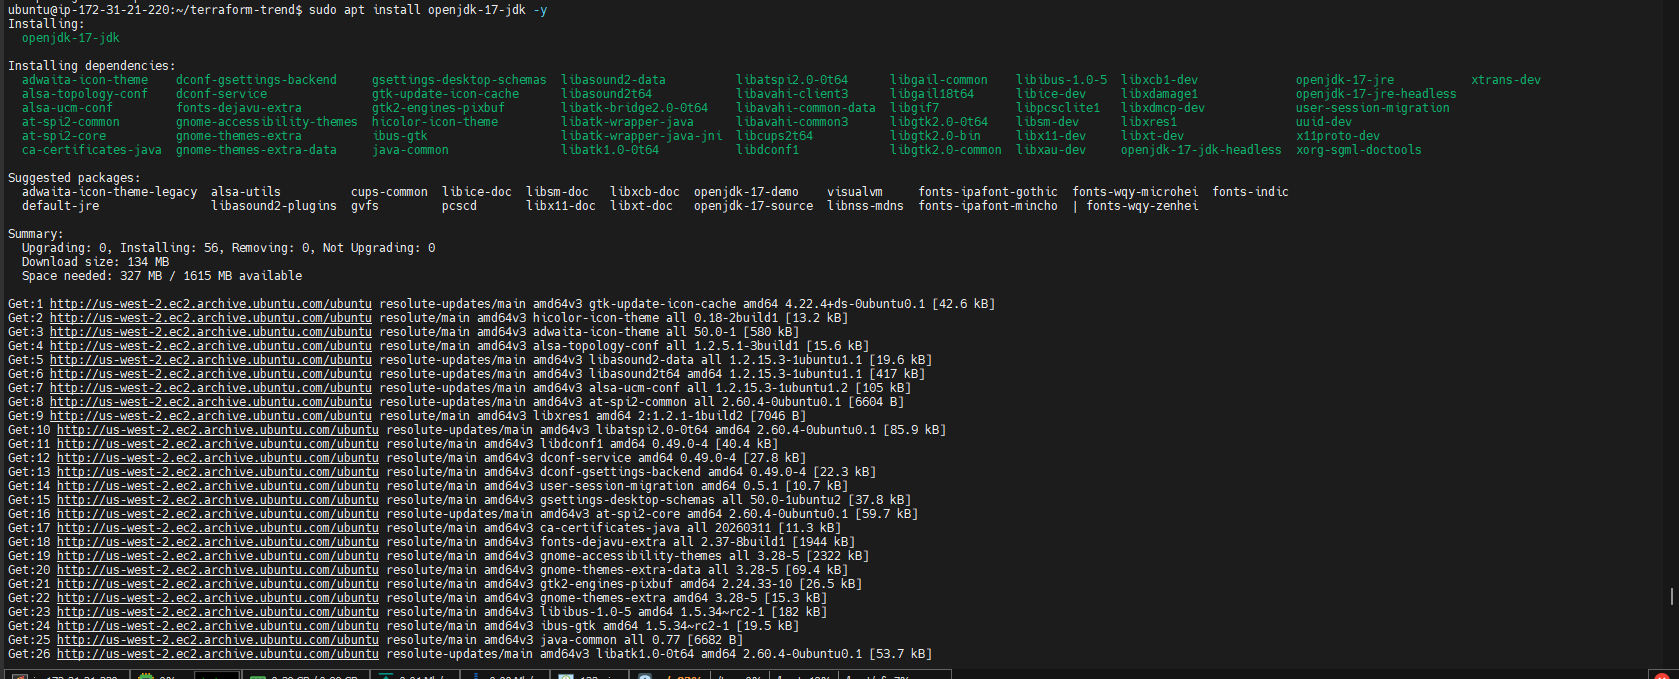 ubuntu@ip-172-31-21-220:~/terraform-trend$ sudo apt install openjdk-17-jdk -y
Installing:
  openjdk-17-jdk

Installing dependencies:
  adwaita-icon-theme    dconf-gsettings-backend     gsettings-desktop-schemas  libasound2-data         libatspi2.0-0t64      libgail-common     libibus-1.0-5  libxcb1-dev              openjdk-17-jre           xtrans-dev
  alsa-topology-conf    dconf-service               gtk-update-icon-cache      libasound2t64           libavahi-client3      libgail18t64       libice-dev     libxdamage1              openjdk-17-jre-headless
  alsa-ucm-conf         fonts-dejavu-extra          gtk2-engines-pixbuf        libatk-bridge2.0-0t64   libavahi-common-data  libgif7            libpcsclite1   libxdmcp-dev             user-session-migration
  at-spi2-common        gnome-accessibility-themes  hicolor-icon-theme         libatk-wrapper-java     libavahi-common3      libgtk2.0-0t64     libsm-dev      libxres1                 uuid-dev
  at-spi2-core          gnome-themes-extra          ibus-gtk                   libatk-wrapper-java-jni  libcups2t64           libgtk2.0-bin      libx11-dev     libxt-dev                x11proto-dev
  ca-certificates-java  gnome-themes-extra-data     java-common                libatk1.0-0t64          libdconf1             libgtk2.0-common   libxau-dev     openjdk-17-jdk-headless  xorg-sgml-doctools

Suggested packages:
  adwaita-icon-theme-legacy  alsa-utils          cups-common  libice-doc  libsm-doc   libxcb-doc  openjdk-17-demo    visualvm     fonts-ipafont-gothic  fonts-wqy-microhei  fonts-indic
  default-jre                libasound2-plugins  gvfs         pcscd       libx11-doc  libxt-doc   openjdk-17-source  libnss-mdns  fonts-ipafont-mincho  | fonts-wqy-zenhei

Summary:
  Upgrading: 0, Installing: 56, Removing: 0, Not Upgrading: 0
  Download size: 134 MB
  Space needed: 327 MB / 1615 MB available

Get:1 http://us-west-2.ec2.archive.ubuntu.com/ubuntu resolute-updates/main amd64v3 gtk-update-icon-cache amd64 4.22.4+ds-0ubuntu0.1 [42.6 kB]
Get:2 http://us-west-2.ec2.archive.ubuntu.com/ubuntu resolute/main amd64v3 hicolor-icon-theme all 0.18-2build1 [13.2 kB]
Get:3 http://us-west-2.ec2.archive.ubuntu.com/ubuntu resolute/main amd64v3 adwaita-icon-theme all 50.0-1 [580 kB]
Get:4 http://us-west-2.ec2.archive.ubuntu.com/ubuntu resolute/main amd64v3 alsa-topology-conf all 1.2.5.1-3build1 [15.6 kB]
Get:5 http://us-west-2.ec2.archive.ubuntu.com/ubuntu resolute-updates/main amd64v3 libasound2-data all 1.2.15.3-1ubuntu1.1 [19.6 kB]
Get:6 http://us-west-2.ec2.archive.ubuntu.com/ubuntu resolute-updates/main amd64v3 libasound2t64 amd64 1.2.15.3-1ubuntu1.1 [417 kB]
Get:7 http://us-west-2.ec2.archive.ubuntu.com/ubuntu resolute-updates/main amd64v3 alsa-ucm-conf all 1.2.15.3-1ubuntu1.2 [105 kB]
Get:8 http://us-west-2.ec2.archive.ubuntu.com/ubuntu resolute-updates/main amd64v3 at-spi2-common all 2.60.4-0ubuntu0.1 [6604 B]
Get:9 http://us-west-2.ec2.archive.ubuntu.com/ubuntu resolute/main amd64v3 libxres1 amd64 2:1.2.1-1build2 [7046 B]
Get:10 http://us-west-2.ec2.archive.ubuntu.com/ubuntu resolute-updates/main amd64v3 libatspi2.0-0t64 amd64 2.60.4-0ubuntu0.1 [85.9 kB]
Get:11 http://us-west-2.ec2.archive.ubuntu.com/ubuntu resolute/main amd64v3 libdconf1 amd64 0.49.0-4 [40.4 kB]
Get:12 http://us-west-2.ec2.archive.ubuntu.com/ubuntu resolute/main amd64v3 dconf-service amd64 0.49.0-4 [27.8 kB]
Get:13 http://us-west-2.ec2.archive.ubuntu.com/ubuntu resolute/main amd64v3 dconf-gsettings-backend amd64 0.49.0-4 [22.3 kB]
Get:14 http://us-west-2.ec2.archive.ubuntu.com/ubuntu resolute/main amd64v3 user-session-migration amd64 0.5.1 [10.7 kB]
Get:15 http://us-west-2.ec2.archive.ubuntu.com/ubuntu resolute/main amd64v3 gsettings-desktop-schemas all 50.0-1ubuntu2 [37.8 kB]
Get:16 http://us-west-2.ec2.archive.ubuntu.com/ubuntu resolute-updates/main amd64v3 at-spi2-core amd64 2.60.4-0ubuntu0.1 [59.7 kB]
Get:17 http://us-west-2.ec2.archive.ubuntu.com/ubuntu resolute/main amd64v3 ca-certificates-java all 20260311 [11.3 kB]
Get:18 http://us-west-2.ec2.archive.ubuntu.com/ubuntu resolute/main amd64v3 fonts-dejavu-extra all 2.37-8build1 [1944 kB]
Get:19 http://us-west-2.ec2.archive.ubuntu.com/ubuntu resolute/main amd64v3 gnome-accessibility-themes all 3.28-5 [2322 kB]
Get:20 http://us-west-2.ec2.archive.ubuntu.com/ubuntu resolute/main amd64v3 gnome-themes-extra-data all 3.28-5 [69.4 kB]
Get:21 http://us-west-2.ec2.archive.ubuntu.com/ubuntu resolute/main amd64v3 gtk2-engines-pixbuf amd64 2.24.33-10 [26.5 kB]
Get:22 http://us-west-2.ec2.archive.ubuntu.com/ubuntu resolute/main amd64v3 gnome-themes-extra amd64 3.28-5 [15.3 kB]
Get:23 http://us-west-2.ec2.archive.ubuntu.com/ubuntu resolute/main amd64v3 libibus-1.0-5 amd64 1.5.34~rc2-1 [182 kB]
Get:24 http://us-west-2.ec2.archive.ubuntu.com/ubuntu resolute/main amd64v3 ibus-gtk amd64 1.5.34~rc2-1 [19.5 kB]
Get:25 http://us-west-2.ec2.archive.ubuntu.com/ubuntu resolute/main amd64v3 java-common all 0.77 [6682 B]
Get:26 http://us-west-2.ec2.archive.ubuntu.com/ubuntu resolute-updates/main amd64v3 libatk1.0-0t64 amd64 2.60.4-0ubuntu0.1 [53.7 kB]